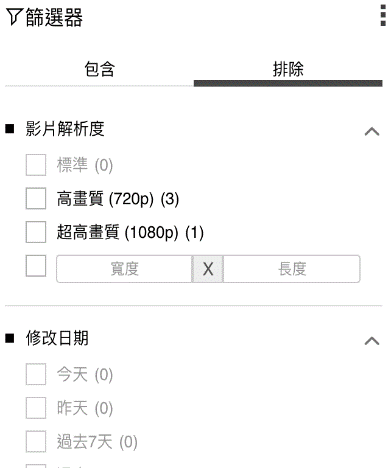 篩選器
包含 排除
影片解析度
標準 (0)
高畫質 (720p) (3)
超高畫質 (1080p) (1)
寬度 X 長度
修改日期
今天 (0)
昨天 (0)
過去7天 (0)